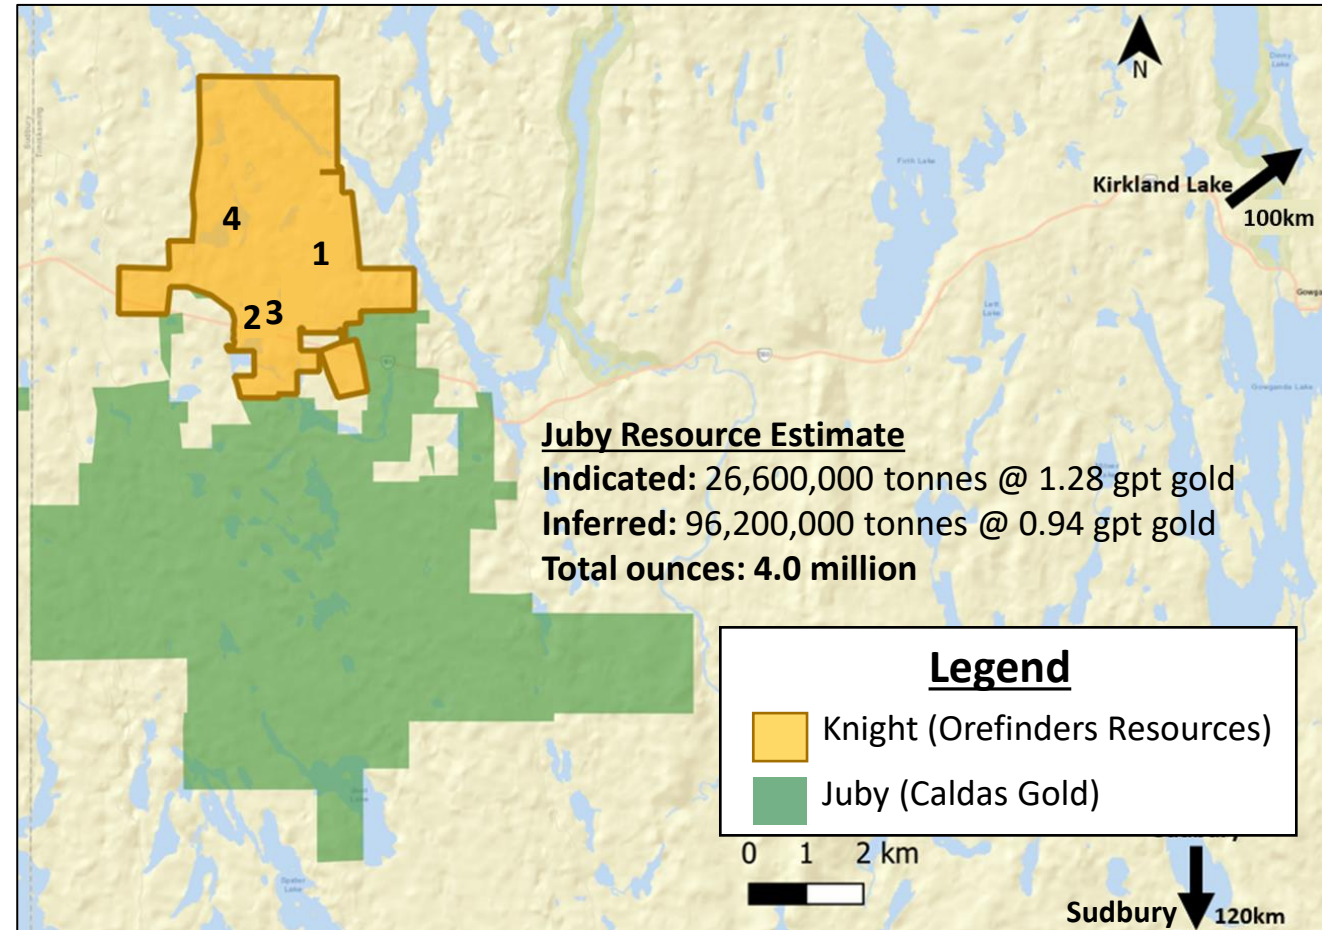 N
Kirkland Lake
100km
4
1
2 3
Juby Resource Estimate
Indicated: 26,600,000 tonnes @ 1.28 gpt gold
Inferred: 96,200,000 tonnes @ 0.94 gpt gold
Total ounces: 4.0 million
Gowganda Lake
Legend
Knight (Orefinders Resources)
Juby (Caldas Gold)
0 1 2 km
Sudbury
120km